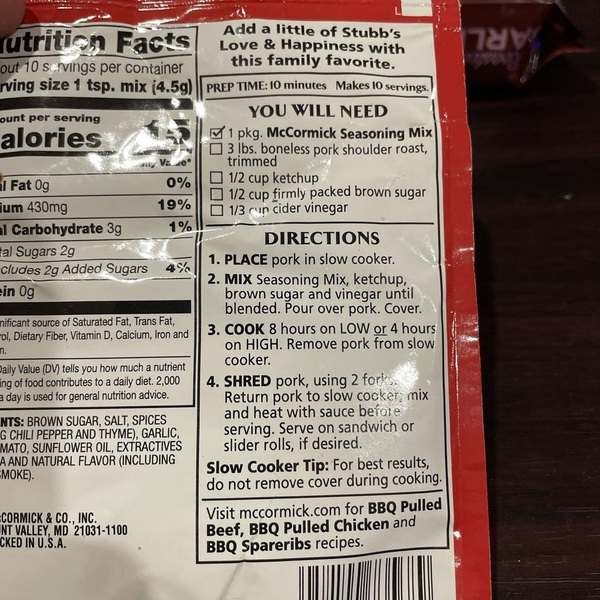 Nutrition Facts
out 10 servings per container
rving size 1 tsp. mix (4.5g)
ount per serving
alories 15
Value*
l Fat 0g 0%
ium 430mg 19%
al Carbohydrate 3g 1%
tal Sugars 2g
cludes 2g Added Sugars 4%
ein 0g
nificant source of Saturated Fat, Trans Fat,
rol, Dietary Fiber, Vitamin D, Calcium, Iron and
m.
Daily Value (DV) tells you how much a nutrient
ing of food contributes to a daily diet. 2,000
a day is used for general nutrition advice.
NTS: BROWN SUGAR, SALT, SPICES
G CHILI PEPPER AND THYME), GARLIC,
MATO, SUNFLOWER OIL, EXTRACTIVES
A AND NATURAL FLAVOR (INCLUDING
SMOKE).
CORMICK & CO., INC.
NT VALLEY, MD 21031-1100
CKED IN U.S.A.
Add a little of Stubb's
Love & Happiness with
this family favorite.
PREP TIME: 10 minutes Makes 10 servings.
YOU WILL NEED
1 pkg. McCormick Seasoning Mix
3 lbs. boneless pork shoulder roast,
trimmed
1/2 cup ketchup
1/2 cup firmly packed brown sugar
1/3 cup cider vinegar
DIRECTIONS
1. PLACE pork in slow cooker.
2. MIX Seasoning Mix, ketchup,
brown sugar and vinegar until
blended. Pour over pork. Cover.
3. COOK 8 hours on LOW or 4 hours
on HIGH. Remove pork from slow
cooker.
4. SHRED pork, using 2 forks.
Return pork to slow cooker; mix
and heat with sauce before
serving. Serve on sandwich or
slider rolls, if desired.
Slow Cooker Tip: For best results,
do not remove cover during cooking.
Visit mccormick.com for BBQ Pulled
Beef, BBQ Pulled Chicken and
BBQ Spareribs recipes.
ARL